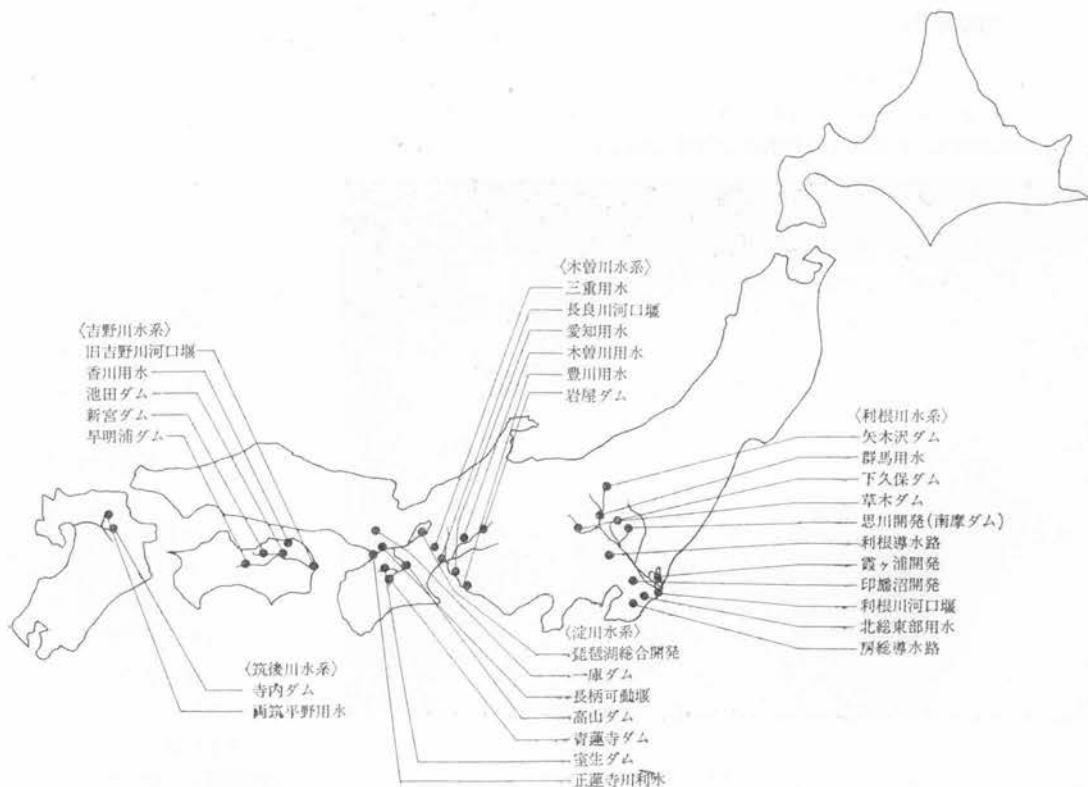 〈吉野川水系〉
旧吉野川河口堰
香川用水
池田ダム
新宮ダム
早明浦ダム
〈木曽川水系〉
三重用水
長良川河口堰
愛知用水
木曽川用水
豊川用水
岩屋ダム
〈利根川水系〉
矢木沢ダム
群馬用水
下久保ダム
草木ダム
思川開発(南摩ダム)
利根導水路
霞ヶ浦開発
印旛沼開発
利根川河口堰
北総東部用水
房総導水路
〈筑後川水系〉
寺内ダム
両筑平野用水
〈淀川水系〉
琵琶湖総合開発
一庫ダム
長柄可動堰
高山ダム
青蓮寺ダム
室生ダム
正蓮寺川利水